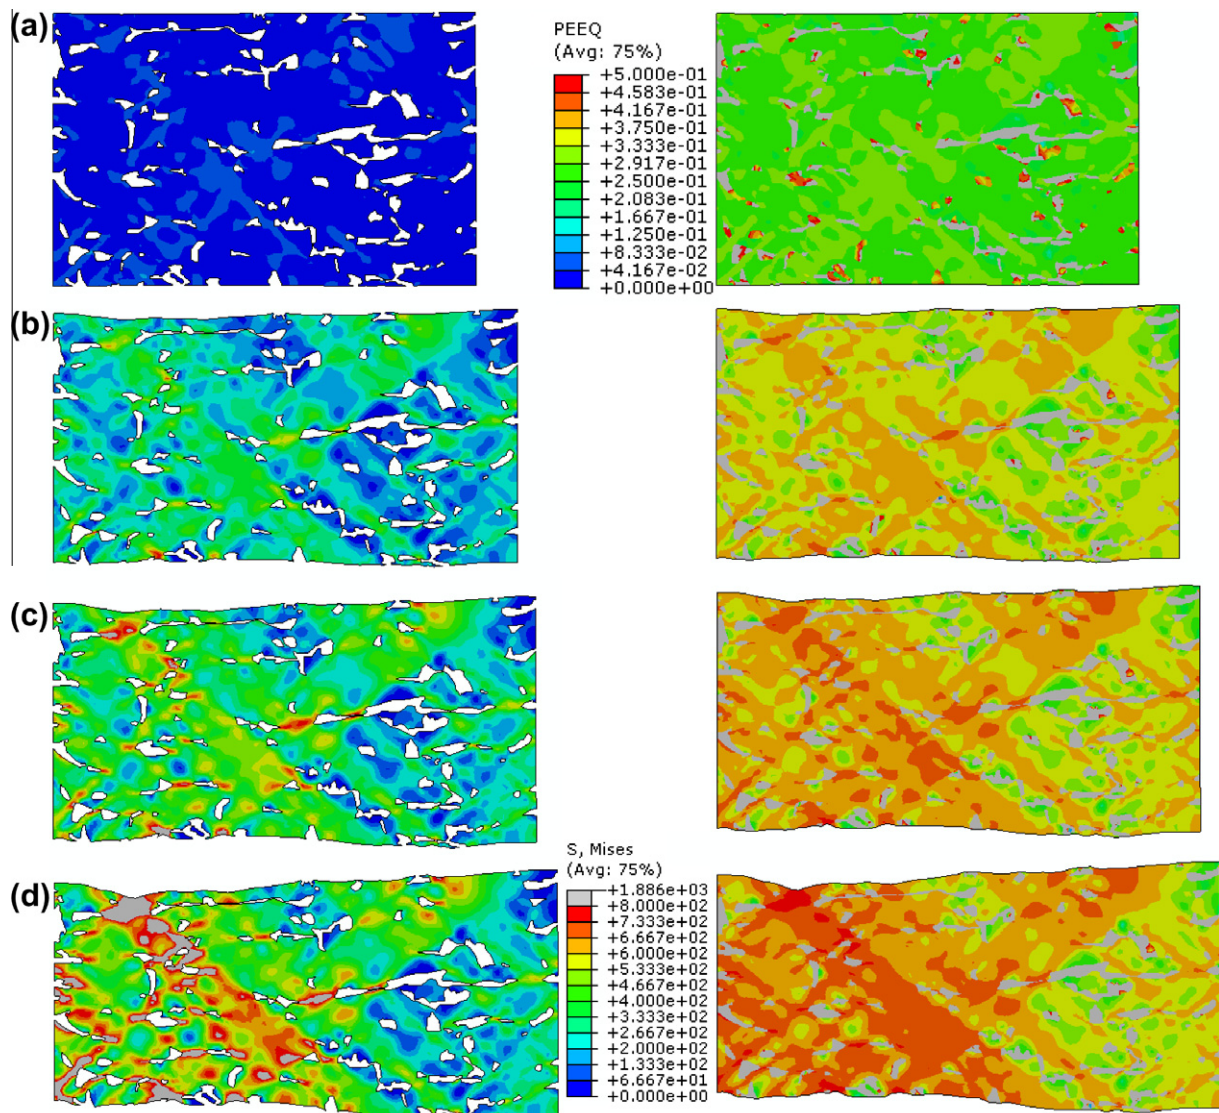 (a)
PEEQ
(Avg: 75%)
+5.000e-01
+4.583e-01
+4.167e-01
+3.750e-01
+3.333e-01
+2.917e-01
+2.500e-01
+2.083e-01
+1.667e-01
+1.250e-01
+8.333e-02
+4.167e-02
+0.000e+00
(b)
(c)
S, Mises
(Avg: 75%)
+1.886e+03
+8.000e+02
+7.333e+02
+6.667e+02
+6.000e+02
+5.333e+02
+4.667e+02
+4.000e+02
+3.333e+02
+2.667e+02
+2.000e+02
+1.333e+02
+6.667e+01
+0.000e+00
(d)